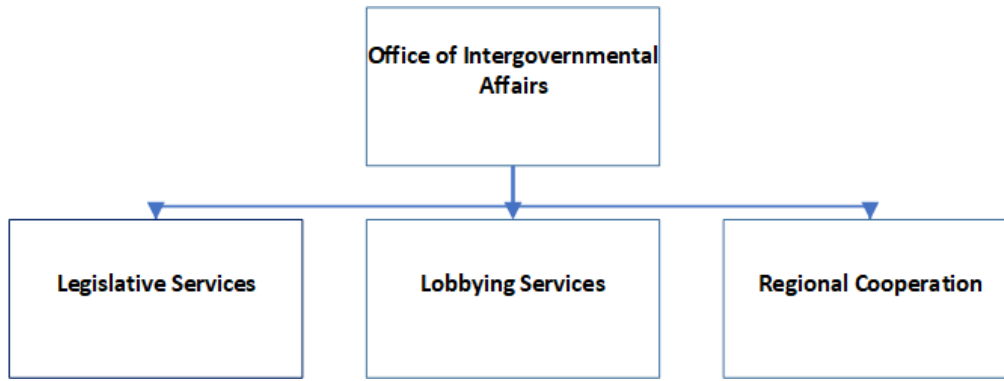 Office of Intergovernmental
Affairs
Legislative Services
Lobbying Services
Regional Cooperation